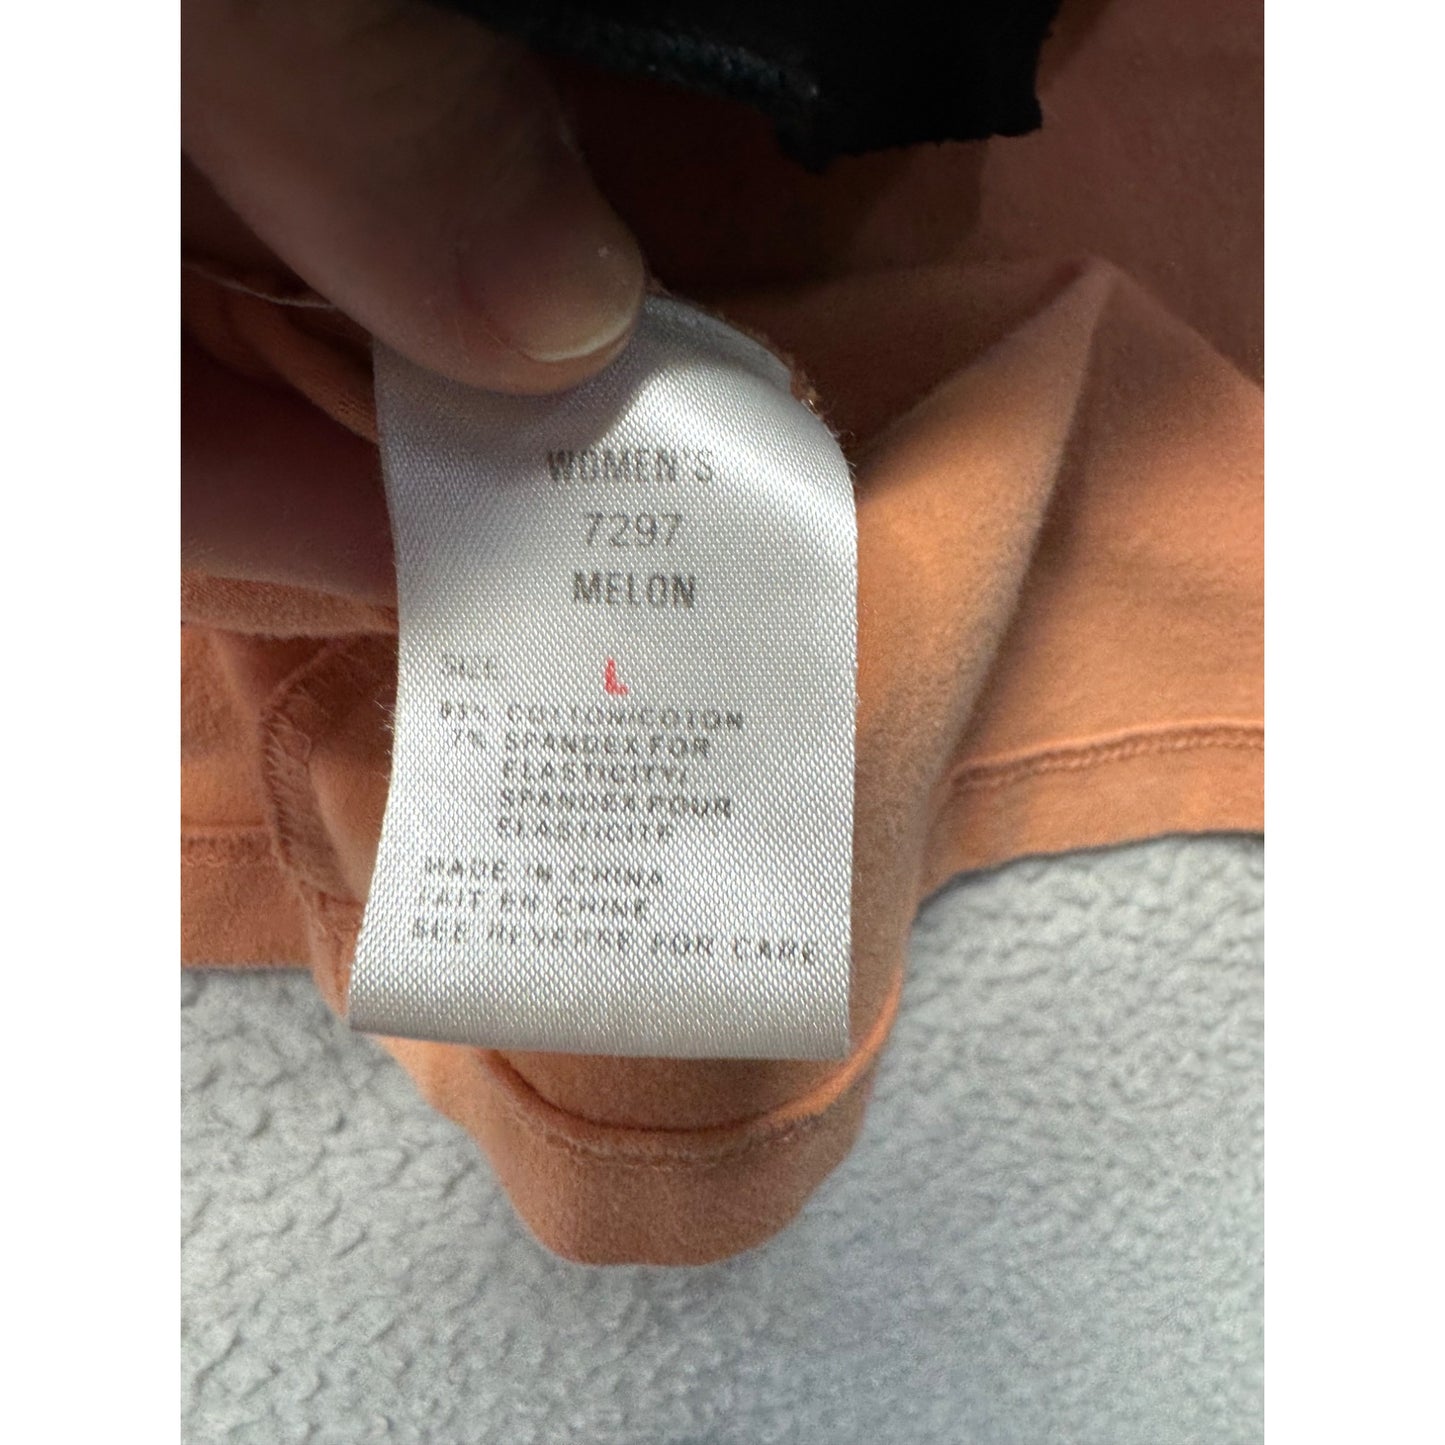 WOMEN'S
7297
MELON
SIZE L
93% COTTON/COTON
7% SPANDEX FOR
ELASTICITY/
SPANDEX POUR
ELASTICITE
MADE IN CHINA
FAIT EN CHINE
SEE REVERSE FOR CARE